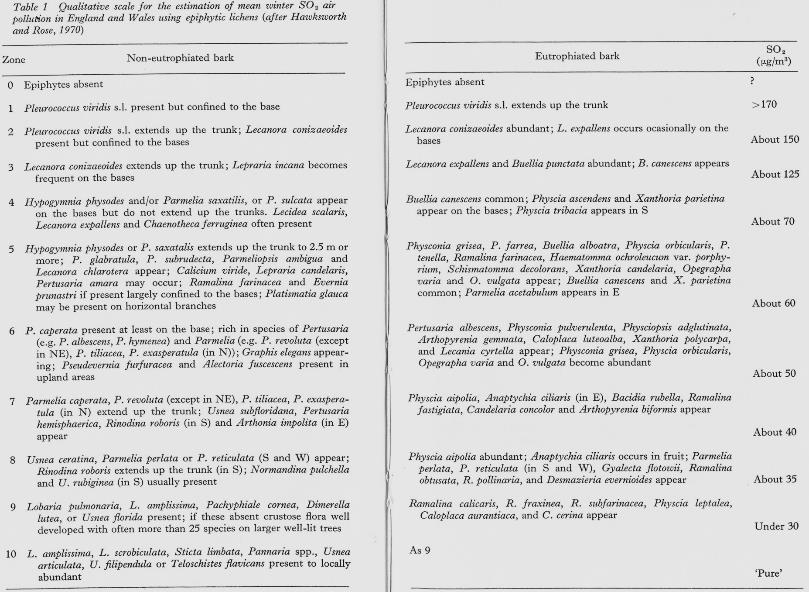 Table 1 Qualitative scale for the estimation of mean winter SO₂ air
pollution in England and Wales using epiphytic lichens (after Hawksworth
and Rose, 1970)
Zone Non-eutrophiated bark
0 Epiphytes absent
1 Pleurococcus viridis s.l. present but confined to the base
2 Pleurococcus viridis s.l. extends up the trunk; Lecanora conizaeoides
present but confined to the bases
3 Lecanora conizaeoides extends up the trunk; Lepraria incana becomes
frequent on the bases
4 Hypogymnia physodes and/or Parmelia saxatilis, or P. sulcata appear
on the bases but do not extend up the trunks. Lecidea scalaris,
Lecanora expallens and Chaenotheca ferruginea often present
5 Hypogymnia physodes or P. saxatalis extends up the trunk to 2.5 m or
more; P. glabratula, P. subrudecta, Parmeliopsis ambigua and
Lecanora chlarotera appear; Calicium viride, Lepraria candelaris,
Pertusaria amara may occur; Ramalina farinacea and Evernia
prunastri if present largely confined to the bases; Platismatia glauca
may be present on horizontal branches
6 P. caperata present at least on the base; rich in species of Pertusaria
(e.g. P. albescens, P. hymenea) and Parmelia (e.g. P. revoluta (except
in NE), P. tiliacea, P. exasperatula (in N)); Graphis elegans appear-
ing; Pseudevernia furfuracea and Alectoria fuscescens present in
upland areas
7 Parmelia caperata, P. revoluta (except in NE), P. tiliacea, P. exaspera-
tula (in N) extend up the trunk; Usnea subfloridana, Pertusaria
hemisphaerica, Rinodina roboris (in S) and Arthonia impolita (in E)
appear
8 Usnea ceratina, Parmelia perlata or P. reticulata (S and W) appear;
Rinodina roboris extends up the trunk (in S); Normandina pulchella
and U. rubiginea (in S) usually present
9 Lobaria pulmonaria, L. amplissima, Pachyphiale cornea, Dimerella
lutea, or Usnea florida present; if these absent crustose flora well
developed with often more than 25 species on larger well-lit trees
10 L. amplissima, L. scrobiculata, Sticta limbata, Pannaria spp., Usnea
articulata, U. filipendula or Teloschistes flavicans present to locally
abundant
Eutrophiated bark SO₂
(µg/m³)
Epiphytes absent ?
Pleurococcus viridis s.l. extends up the trunk >170
Lecanora conizaeoides abundant; L. expallens occurs ocasionally on the
bases About 150
Lecanora expallens and Buellia punctata abundant; B. canescens appears
About 125
Buellia canescens common; Physcia ascendens and Xanthoria parietina
appear on the bases; Physcia tribacia appears in S
About 70
Physconia grisea, P. farrea, Buellia alboatra, Physcia orbicularis, P.
tenella, Ramalina farinacea, Haematomma ochroleucum var. porphy-
rium, Schismatomma decolorans, Xanthoria candelaria, Opegrapha
varia and O. vulgata appear; Buellia canescens and X. parietina
common; Parmelia acetabulum appears in E
About 60
Pertusaria albescens, Physconia pulverulenta, Physciopsis adglutinata,
Arthopyrenia gemmata, Caloplaca luteoalba, Xanthoria polycarpa,
and Lecania cyrtella appear; Physconia grisea, Physcia orbicularis,
Opegrapha varia and O. vulgata become abundant
About 50
Physcia aipolia, Anaptychia ciliaris (in E), Bacidia rubella, Ramalina
fastigiata, Candelaria concolor and Arthopyrenia biformis appear
About 40
Physcia aipolia abundant; Anaptychia ciliaris occurs in fruit; Parmelia
perlata, P. reticulata (in S and W), Gyalecta flotowii, Ramalina
obtusata, R. pollinaria, and Desmazieria evernioides appear About 35
Ramalina calicaris, R. fraxinea, R. subfarinacea, Physcia leptalea,
Caloplaca aurantiaca, and C. cerina appear
Under 30
As 9
'Pure'